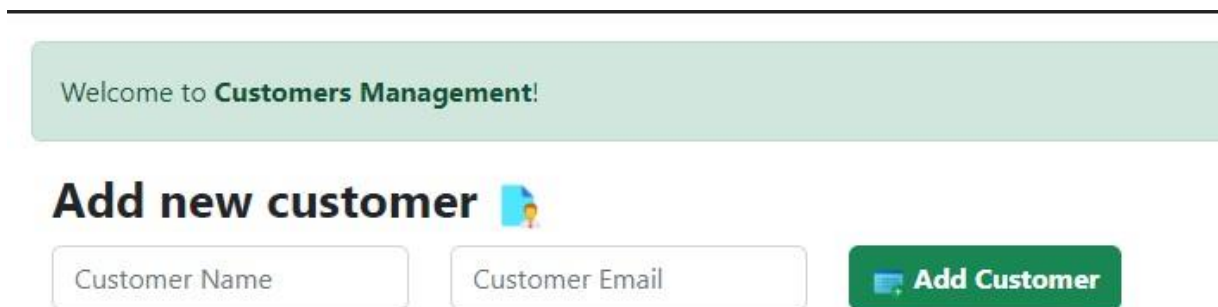 Welcome to Customers Management!
Add new customer
Customer Name Customer Email Add Customer